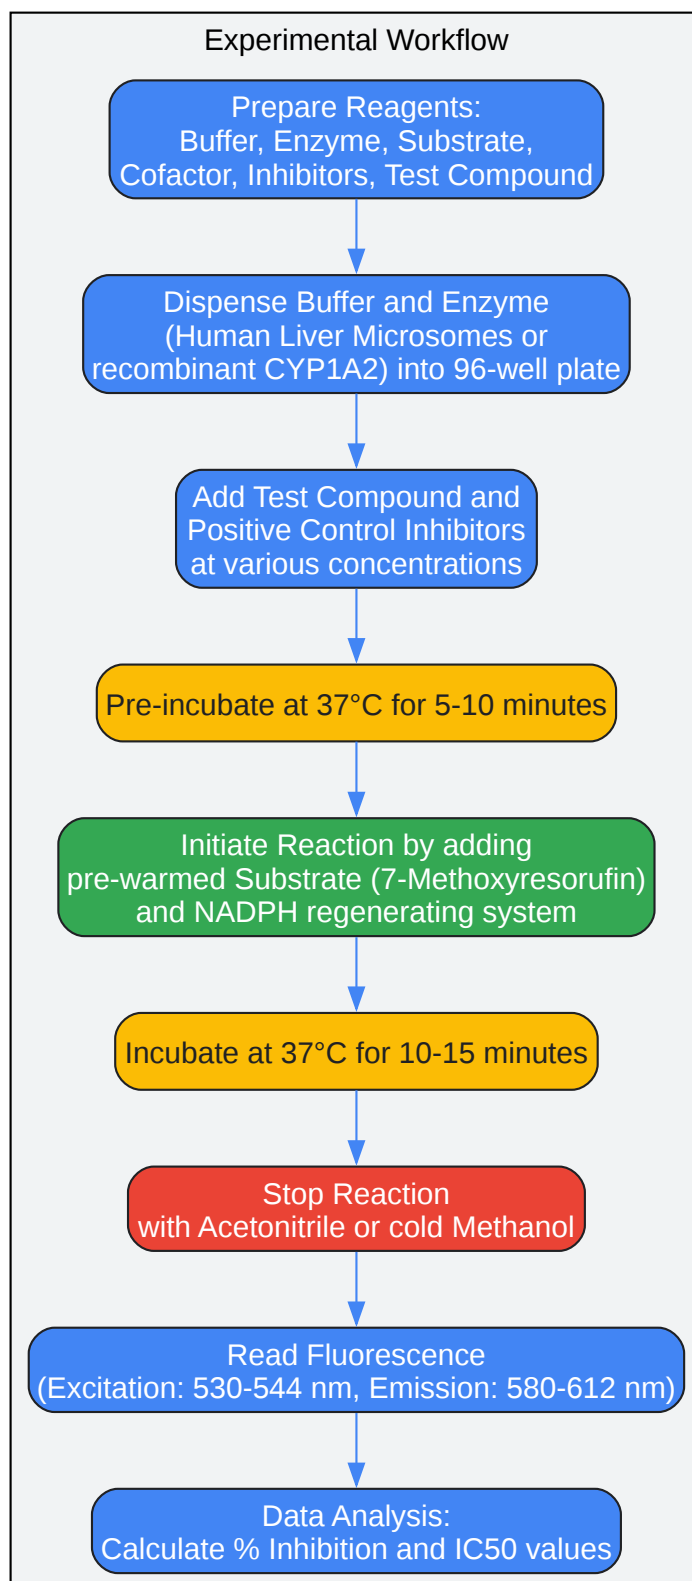 Experimental Workflow
Prepare Reagents:
Buffer, Enzyme, Substrate,
Cofactor, Inhibitors, Test Compound
Dispense Buffer and Enzyme
(Human Liver Microsomes or
recombinant CYP1A2) into 96-well plate
Add Test Compound and
Positive Control Inhibitors
at various concentrations
Pre-incubate at 37°C for 5-10 minutes
Initiate Reaction by adding
pre-warmed Substrate (7-Methoxyresorufin)
and NADPH regenerating system
Incubate at 37°C for 10-15 minutes
Stop Reaction
with Acetonitrile or cold Methanol
Read Fluorescence
(Excitation: 530-544 nm, Emission: 580-612 nm)
Data Analysis:
Calculate % Inhibition and IC50 values